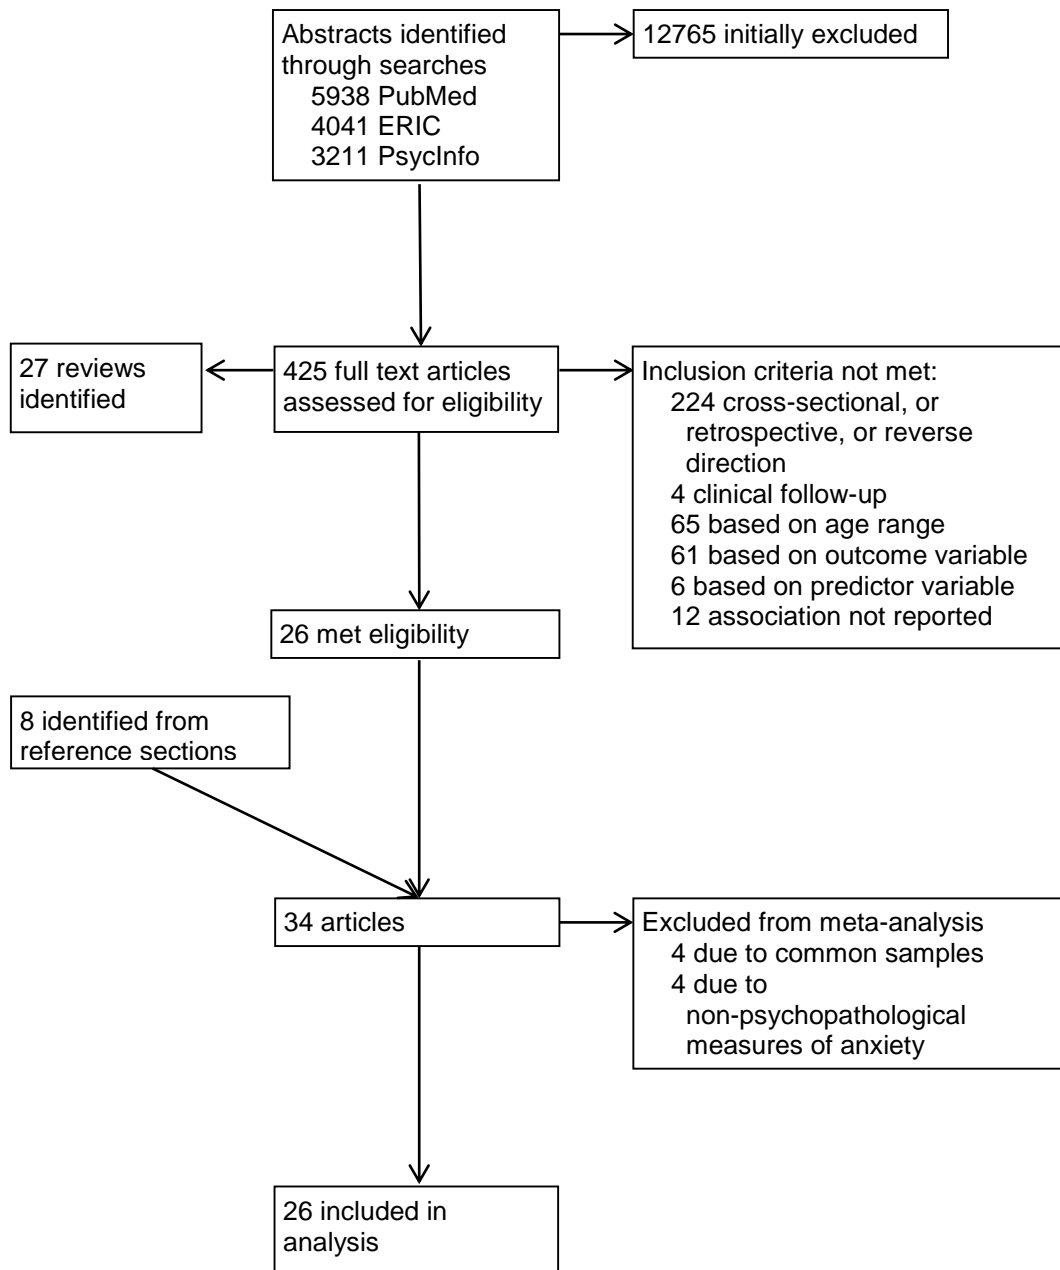 Abstracts identified
through searches
5938 PubMed
4041 ERIC
3211 PsycInfo
12765 initially excluded
27 reviews
identified
425 full text articles
assessed for eligibility
Inclusion criteria not met:
224 cross-sectional, or
retrospective, or reverse
direction
4 clinical follow-up
65 based on age range
61 based on outcome variable
6 based on predictor variable
12 association not reported
26 met eligibility
8 identified from
reference sections
34 articles
Excluded from meta-analysis
4 due to common samples
4 due to
non-psychopathological
measures of anxiety
26 included in
analysis